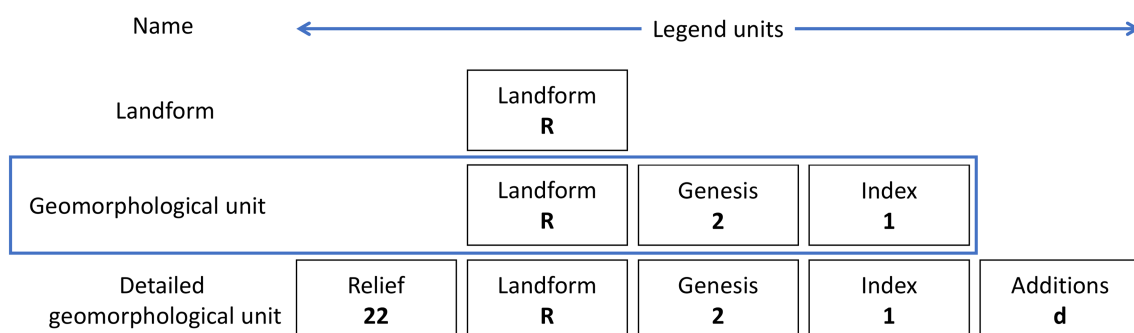 Name
Legend units
Landform
Landform
R
Geomorphological unit
Landform
R
Genesis
2
Index
1
Detailed
geomorphological unit
Relief
22
Landform
R
Genesis
2
Index
1
Additions
d